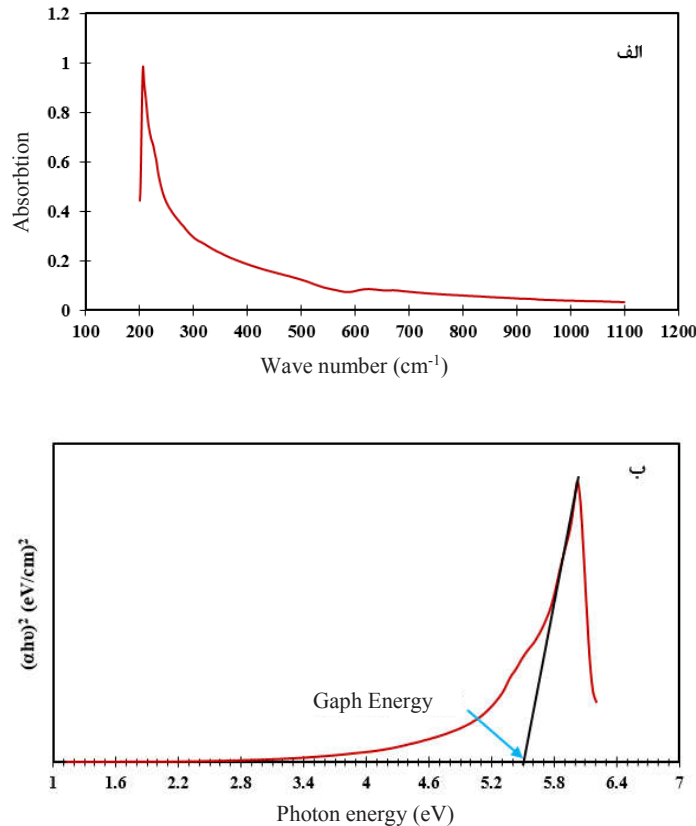 الف
1.2
1
0.8
0.6
0.4
0.2
0
Absorbtion
100 200 300 400 500 600 700 800 900 1000 1100 1200
Wave number (cm-1)
ب
(αhυ)2 (eV/cm)2
Gaph Energy
1 1.6 2.2 2.8 3.4 4 4.6 5.2 5.8 6.4 7
Photon energy (eV)